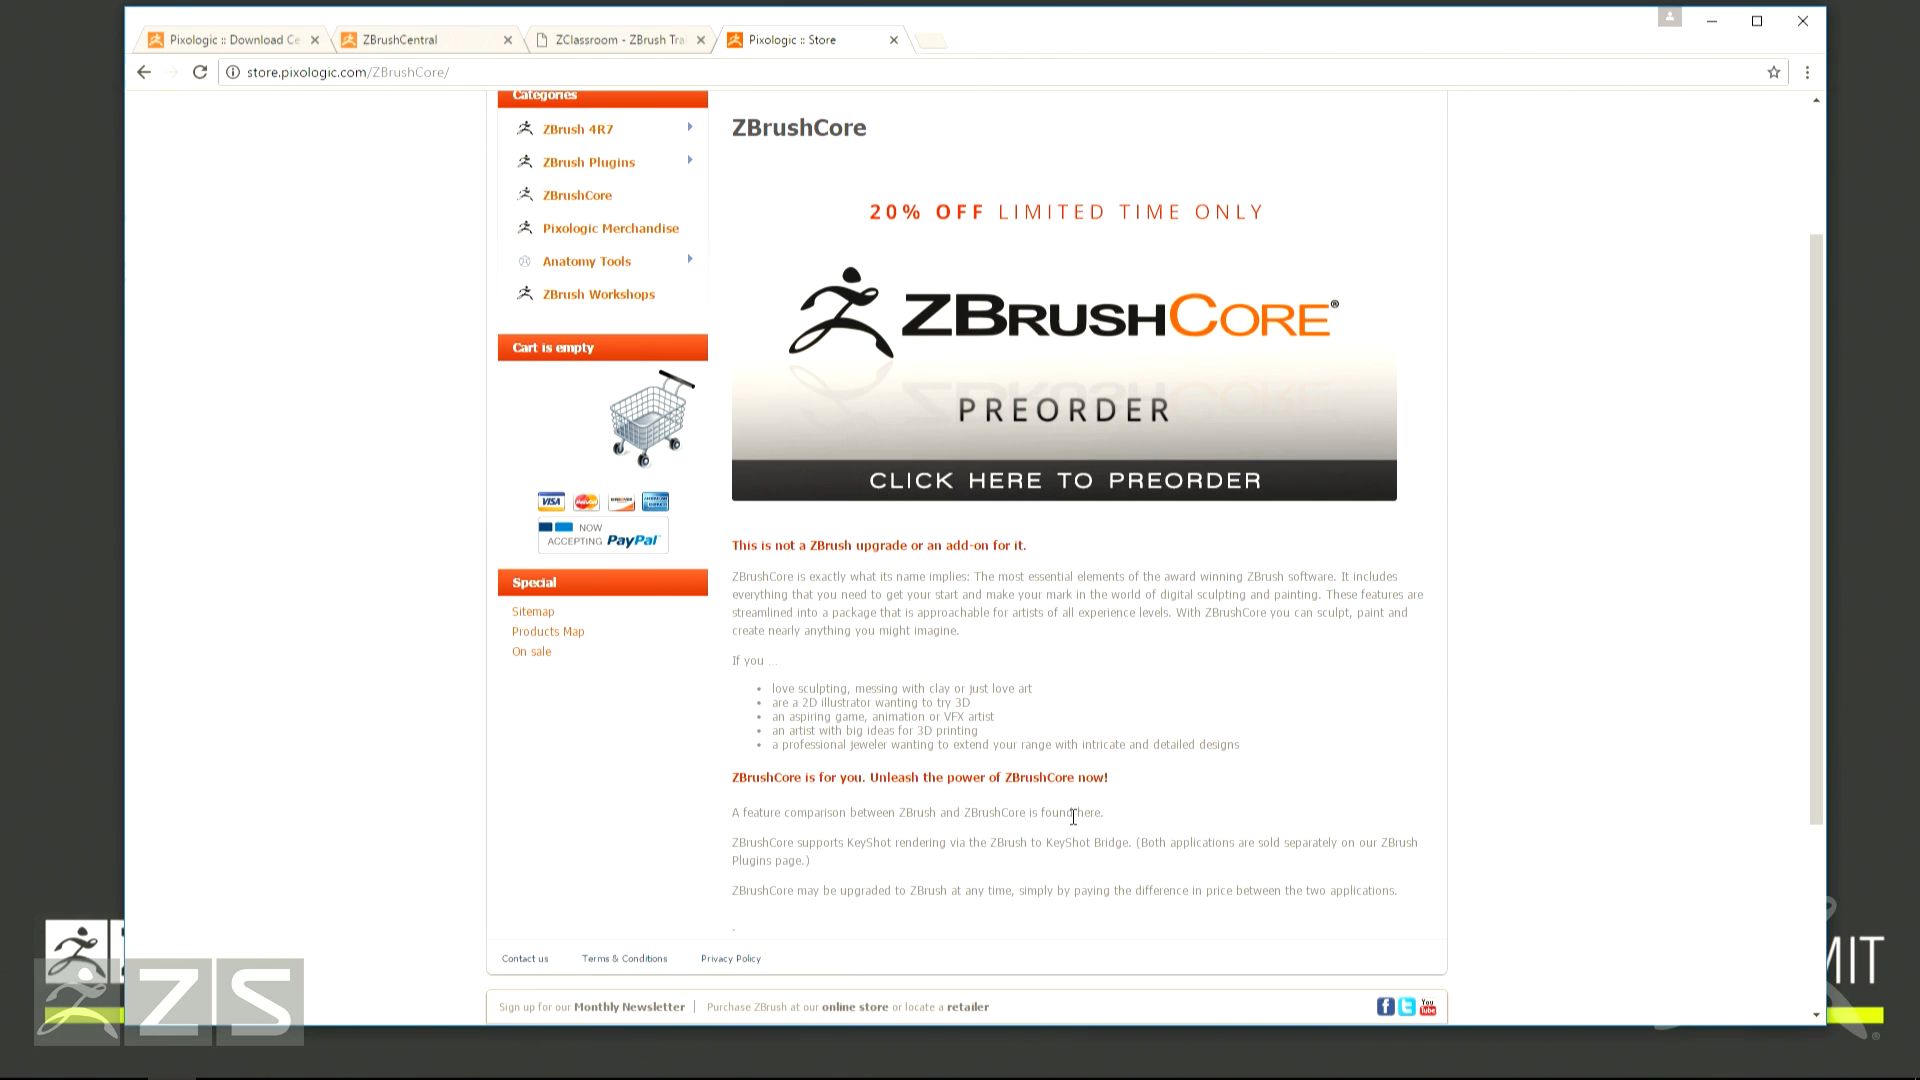 Pixologic :: Download Ce
ZBrushCentral
ZClassroom - ZBrush Tra
Pixologic :: Store
store.pixologic.com/ZBrushCore/
Categories
ZBrush 4R7
ZBrush Plugins
ZBrushCore
Pixologic Merchandise
Anatomy Tools
ZBrush Workshops
Cart is empty
VISA
NOW
ACCEPTING PayPal
Special
Sitemap
Products Map
On sale
ZBrushCore
20% OFF LIMITED TIME ONLY
ZBRUSHCORE®
PREORDER
CLICK HERE TO PREORDER
This is not a ZBrush upgrade or an add-on for it.
ZBrushCore is exactly what its name implies: The most essential elements of the award winning ZBrush software. It includes
everything that you need to get your start and make your mark in the world of digital sculpting and painting. These features are
streamlined into a package that is approachable for artists of all experience levels. With ZBrushCore you can sculpt, paint and
create nearly anything you might imagine.
If you ...
• love sculpting, messing with clay or just love art
• are a 2D illustrator wanting to try 3D
• an aspiring game, animation or VFX artist
• an artist with big ideas for 3D printing
• a professional jeweler wanting to extend your range with intricate and detailed designs
ZBrushCore is for you. Unleash the power of ZBrushCore now!
A feature comparison between ZBrush and ZBrushCore is found here.
ZBrushCore supports KeyShot rendering via the ZBrush to KeyShot Bridge. (Both applications are sold separately on our ZBrush
Plugins page.)
ZBrushCore may be upgraded to ZBrush at any time, simply by paying the difference in price between the two applications.
.
Contact us Terms & Conditions Privacy Policy
Sign up for our Monthly Newsletter | Purchase ZBrush at our online store or locate a retailer
You Tube
ZS
MIT